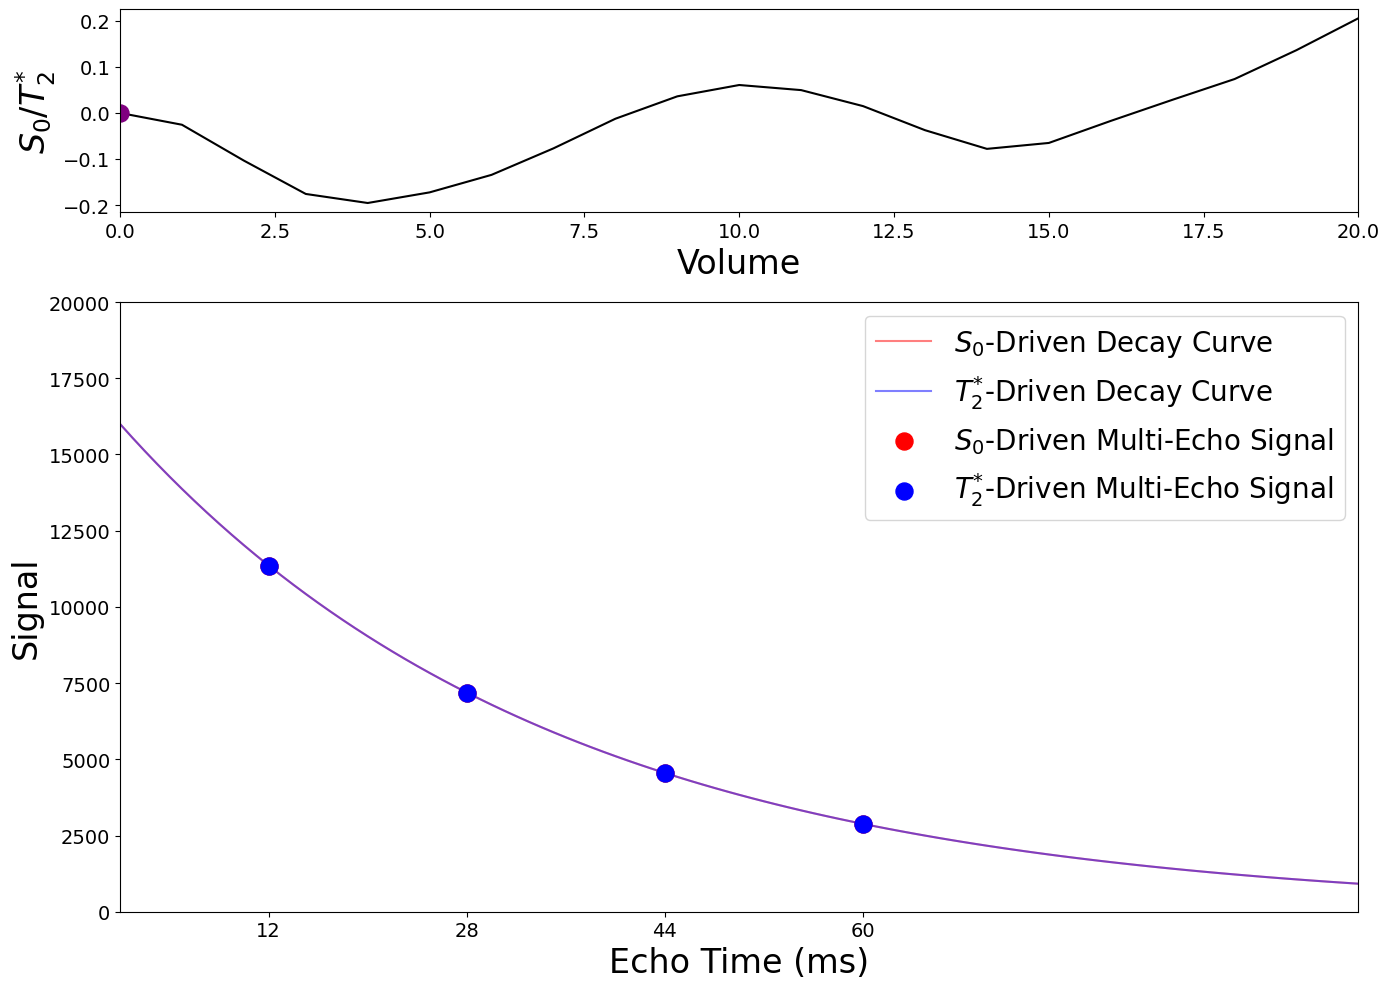 0.2
0.1
0.0
−0.1
−0.2
S₀/T₂*
0.0 2.5 5.0 7.5 10.0 12.5 15.0 17.5 20.0
Volume
20000
17500
15000
12500
10000
7500
5000
2500
0
Signal
S₀-Driven Decay Curve
T₂*-Driven Decay Curve
S₀-Driven Multi-Echo Signal
T₂*-Driven Multi-Echo Signal
12 28 44 60
Echo Time (ms)